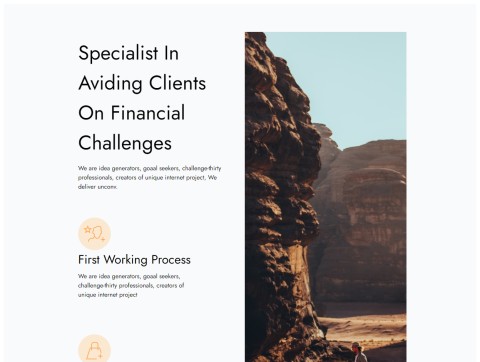 Specialist In
Aviding Clients
On Financial
Challenges
We are idea generators, goaal seekers, challenge-thirty
professionals, creators of unique internet project, We
deliver unconv.
First Working Process
We are idea generators, goaal seekers,
challenge-thirty professionals, creators of
unique internet project